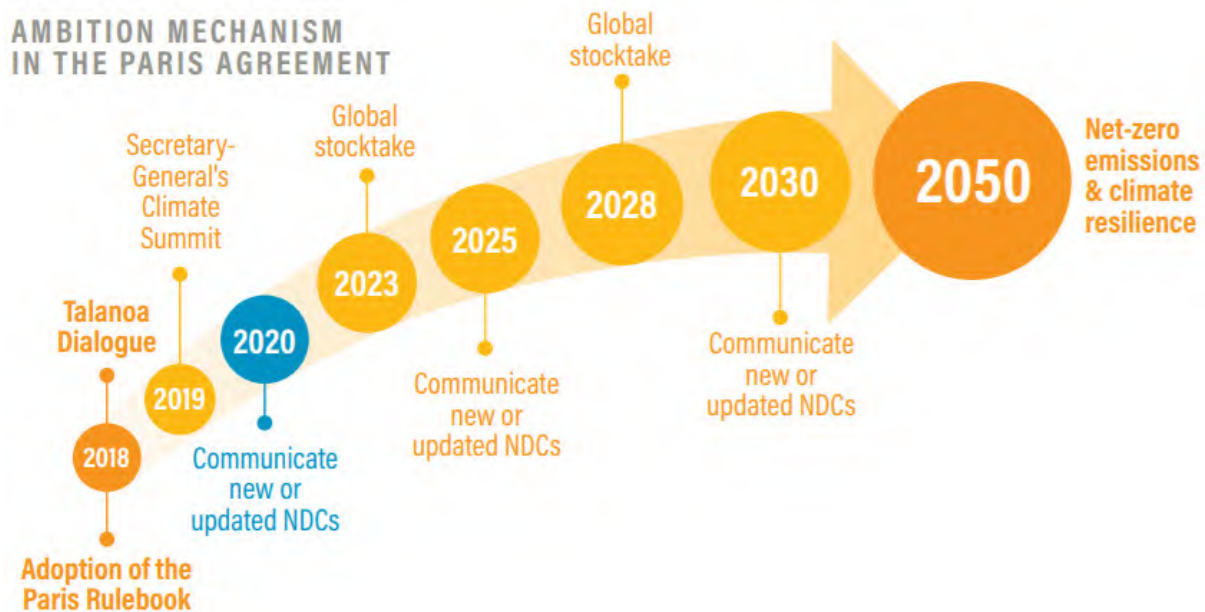 AMBITION MECHANISM
IN THE PARIS AGREEMENT
Talanoa
Dialogue
2018
Adoption of the
Paris Rulebook
Secretary-
General's
Climate
Summit
2019
2020
Communicate
new or
updated NDCs
Global
stocktake
2023
2025
Communicate
new or
updated NDCs
Global
stocktake
2028
2030
Communicate
new or
updated NDCs
2050
Net-zero
emissions
& climate
resilience